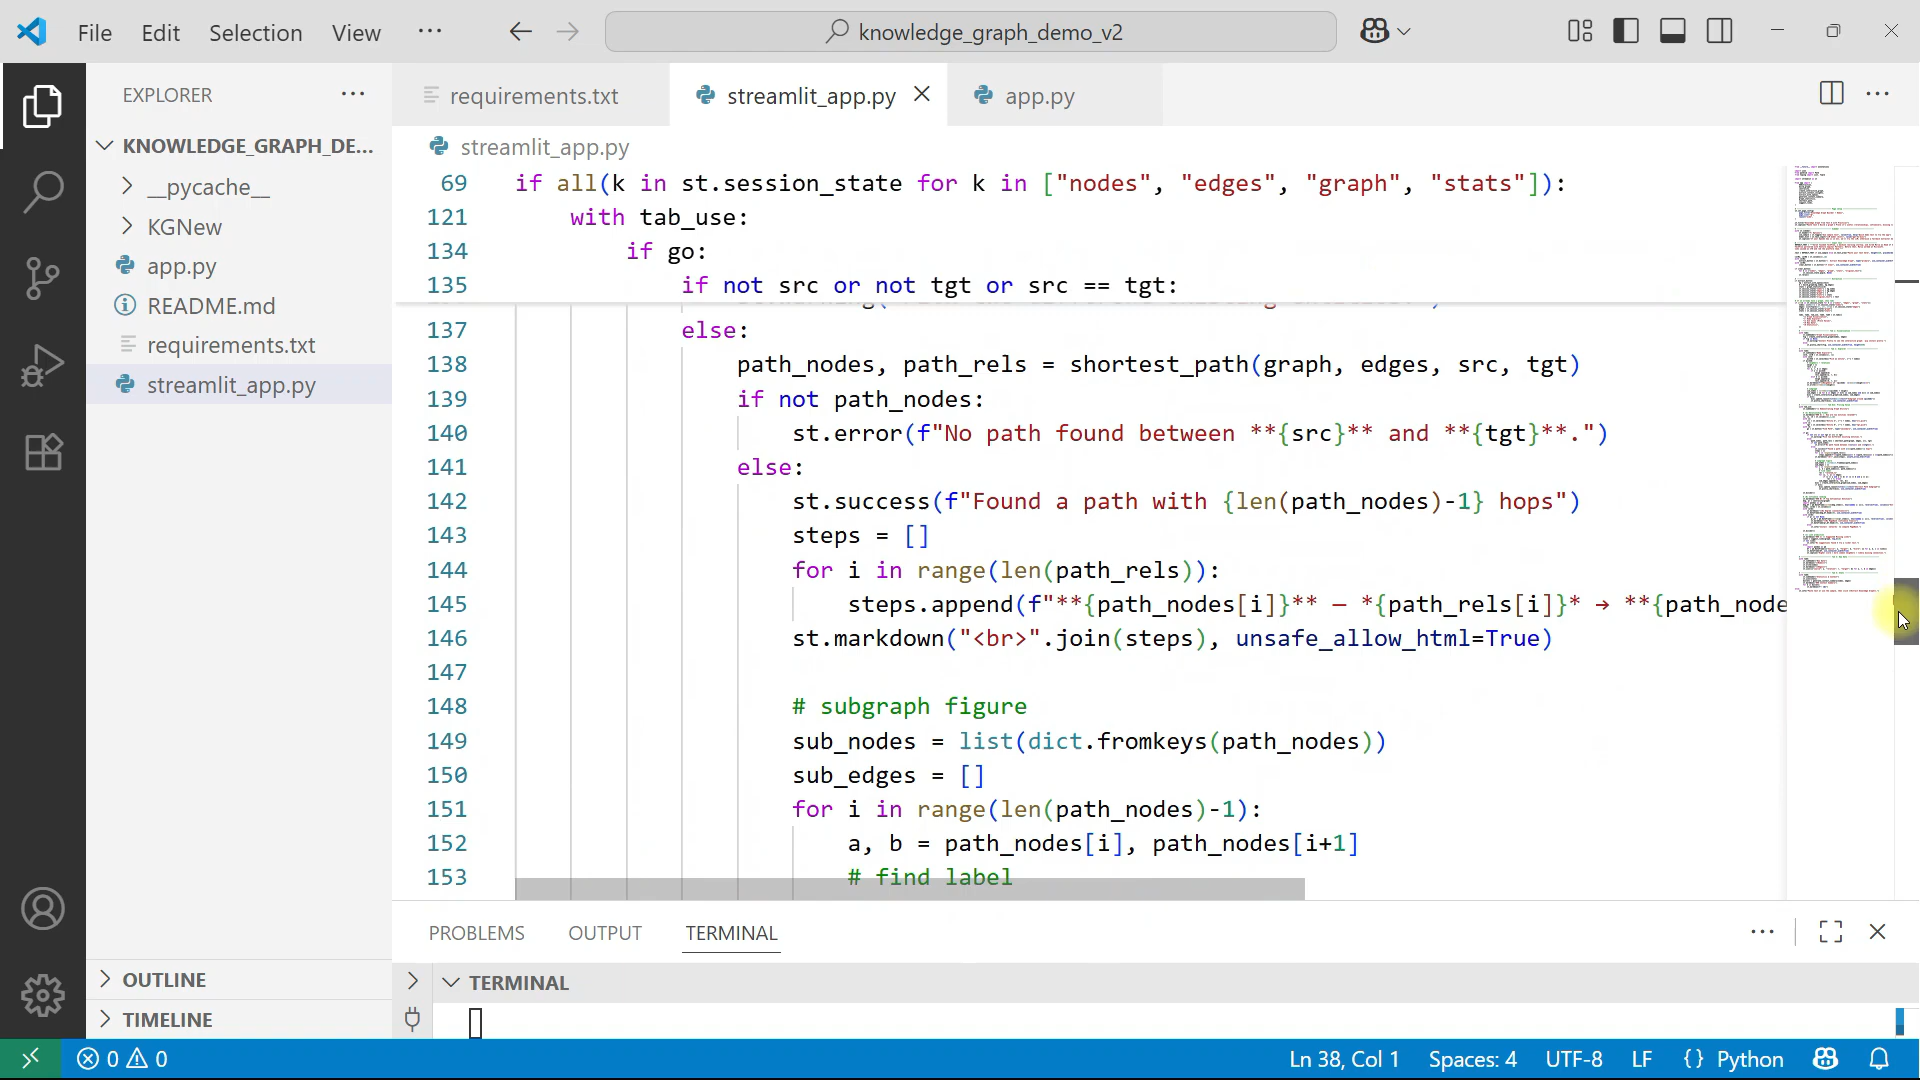 File Edit Selection View ··· knowledge_graph_demo_v2
EXPLORER ···
KNOWLEDGE_GRAPH_DE...
__pycache__
KGNew
app.py
README.md
requirements.txt
streamlit_app.py
OUTLINE
TIMELINE
requirements.txt streamlit_app.py app.py
streamlit_app.py
69 if all(k in st.session_state for k in ["nodes", "edges", "graph", "stats"]):
121 with tab_use:
134 if go:
135 if not src or not tgt or src == tgt:
137 else:
138 path_nodes, path_rels = shortest_path(graph, edges, src, tgt)
139 if not path_nodes:
140 st.error(f"No path found between **{src}** and **{tgt}**.")
141 else:
142 st.success(f"Found a path with {len(path_nodes)-1} hops")
143 steps = []
144 for i in range(len(path_rels)):
145 steps.append(f"**{path_nodes[i]}** — *{path_rels[i]}* → **{path_node
146 st.markdown("<br>".join(steps), unsafe_allow_html=True)
147
148 # subgraph figure
149 sub_nodes = list(dict.fromkeys(path_nodes))
150 sub_edges = []
151 for i in range(len(path_nodes)-1):
152 a, b = path_nodes[i], path_nodes[i+1]
153 # find label
PROBLEMS OUTPUT TERMINAL ···
TERMINAL
0 0 Ln 38, Col 1 Spaces: 4 UTF-8 LF {} Python